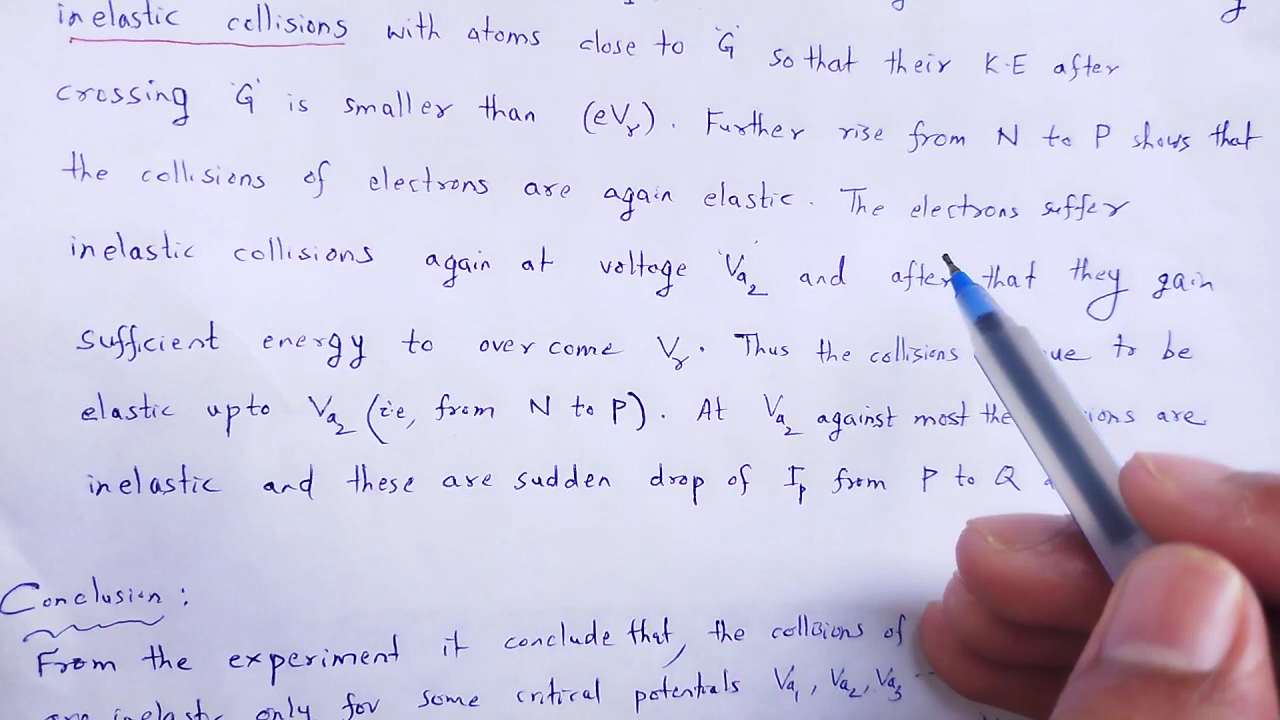 inelastic collisions with atoms close to 'G' so that their K.E after
crossing 'G' is smaller than (eVr). Further rise from N to P shows that
the collisions of electrons are again elastic. The electrons suffer
inelastic collisions again at voltage 'Va2' and after that they gain
sufficient energy to over come Vr. Thus the collisions to be
elastic upto Va2 (ie, from N to P). At Va2 against most the are
inelastic and these are sudden drop of Ip from P to Q
Conclusion:
From the experiment it conclude that, the collisions of
are inelastic only for some critical potentials Va1, Va2, Va3 --